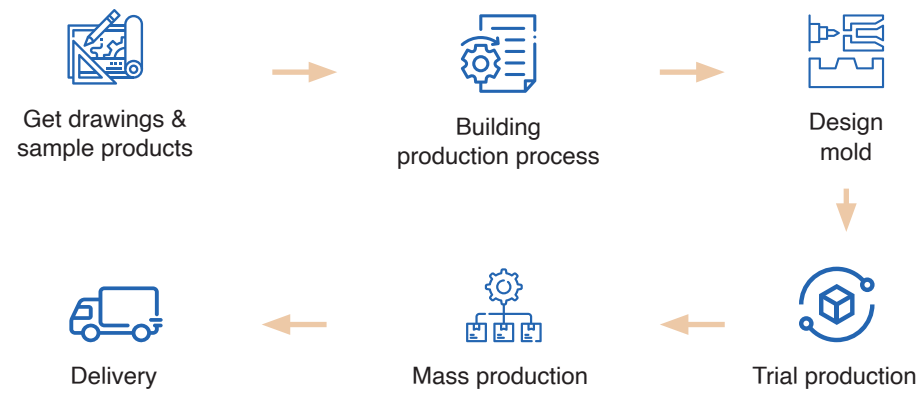 Get drawings &
sample products
Building
production process
Design
mold
Trial production
Mass production
Delivery